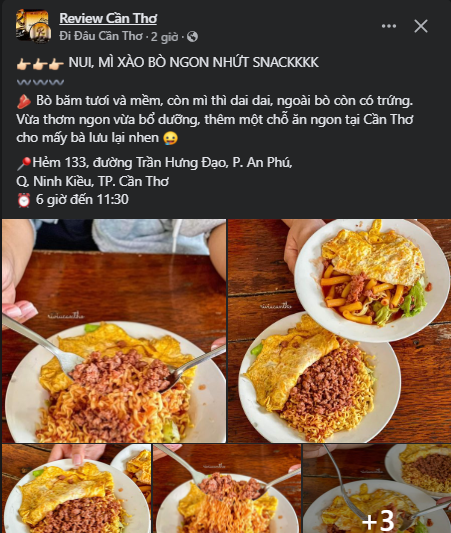 Review Cần Thơ
Đi Đâu Cần Thơ · 2 giờ ·
👉🏻👉🏻👉🏻 NUI, MÌ XÀO BÒ NGON NHỨT SNACKKKK
〰️〰️〰️
🥩 Bò băm tươi và mềm, còn mì thì dai dai, ngoài bò còn có trứng.
Vừa thơm ngon vừa bổ dưỡng, thêm một chỗ ăn ngon tại Cần Thơ
cho mấy bà lưu lại nhen 🤤
📍Hẻm 133, đường Trần Hưng Đạo, P. An Phú,
Q, Ninh Kiều, TP. Cần Thơ
⏰ 6 giờ đến 11:30
reviewcantho
reviewcantho
+3